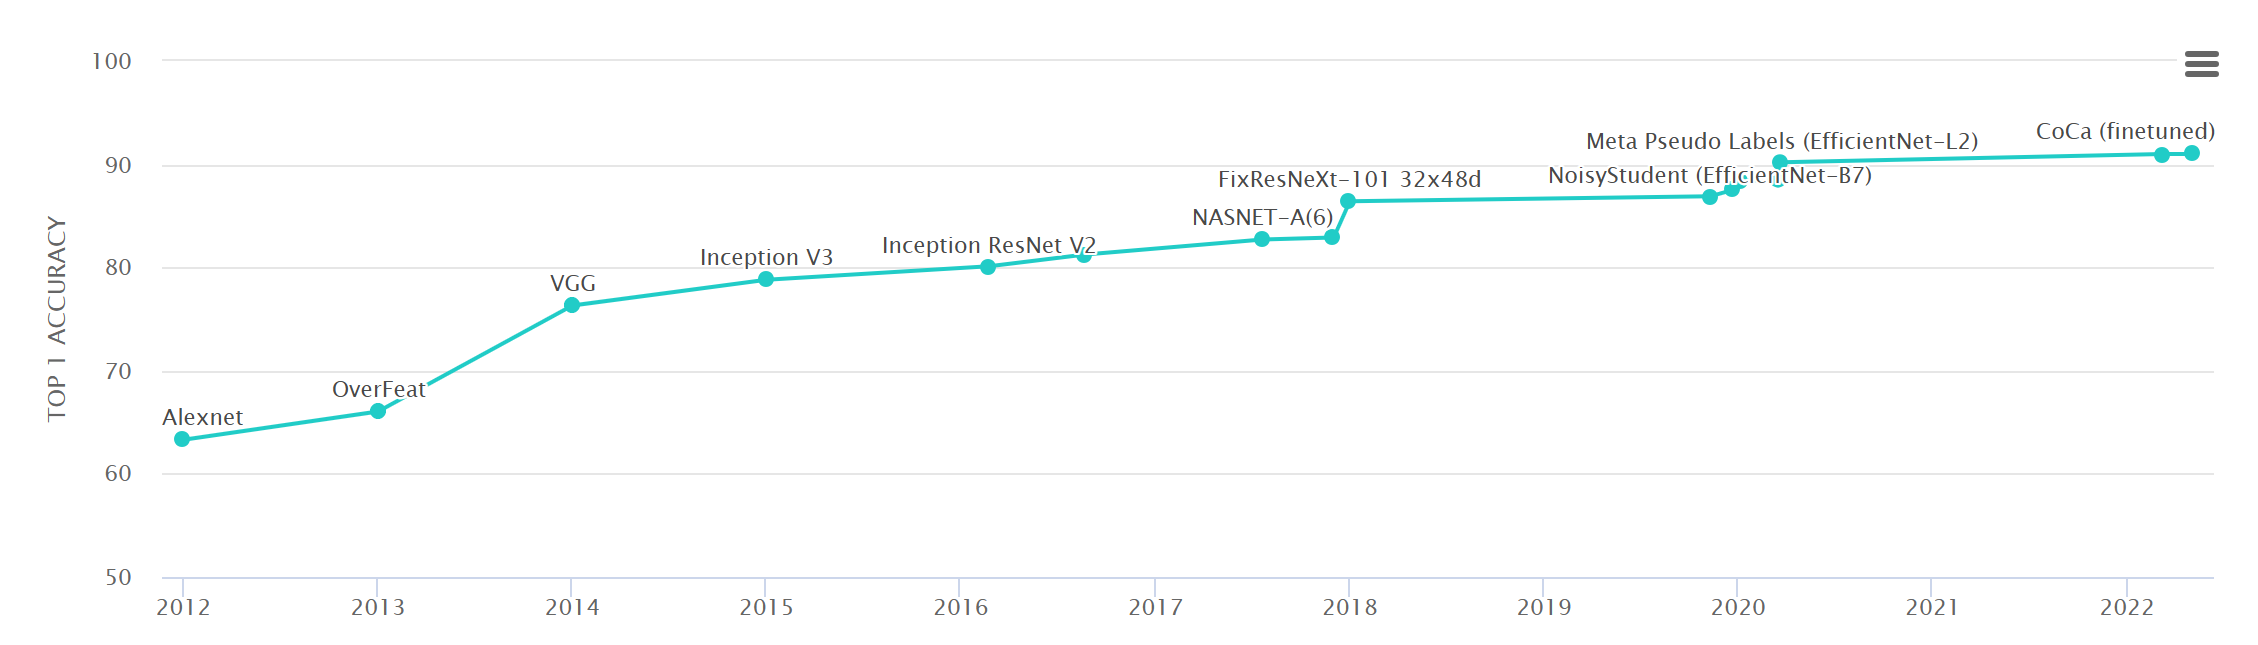 100
90
80
70
60
50
TOP 1 ACCURACY
Alexnet
OverFeat
VGG
Inception V3
Inception ResNet V2
NASNET-A(6)
FixResNeXt-101 32x48d
NoisyStudent (EfficientNet-B7)
Meta Pseudo Labels (EfficientNet-L2)
CoCa (finetuned)
2012
2013
2014
2015
2016
2017
2018
2019
2020
2021
2022